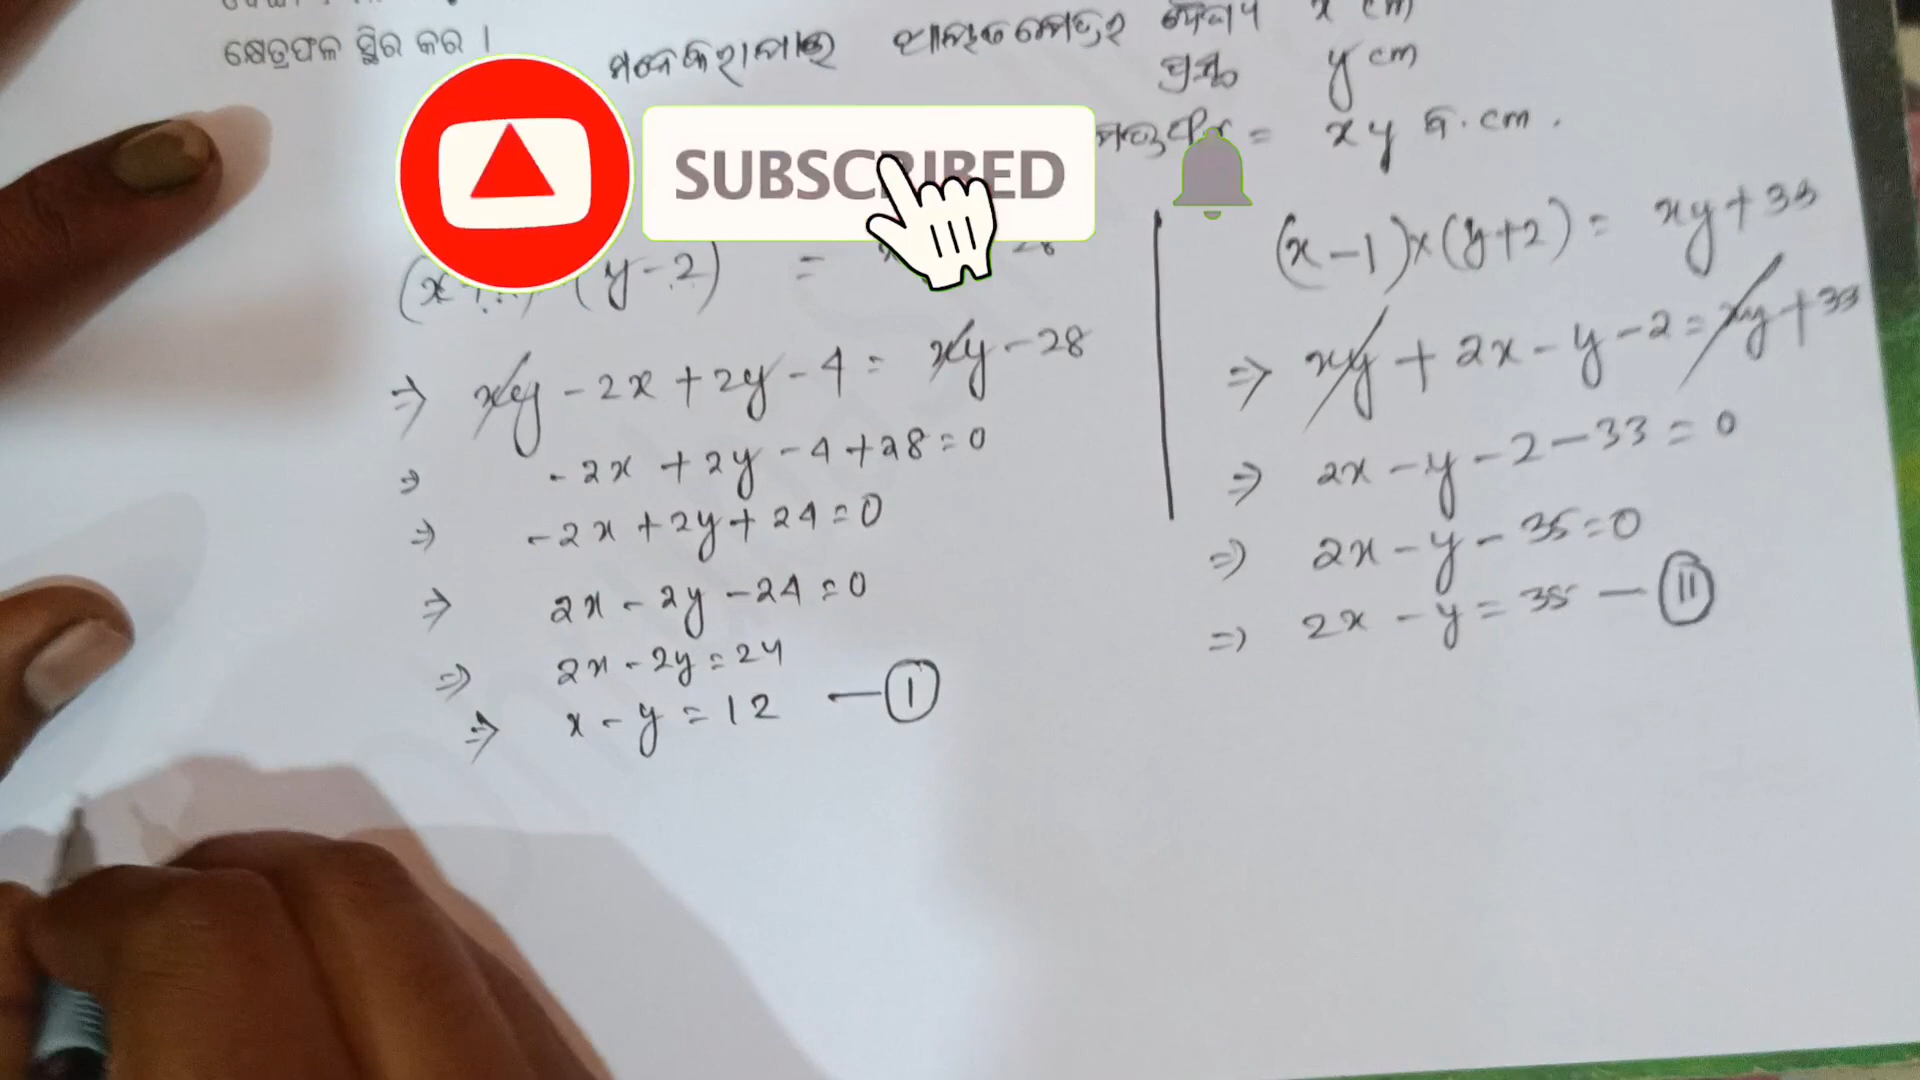 କ୍ଷେତ୍ରଫଳ ସ୍ଥିର କର ।
x cm
y cm
= xy ବ. cm .
SUBSCRIBED
(y-2) =
⇒ xy - 2x + 2y - 4 = xy - 28
⇒ -2x + 2y - 4 + 28 = 0
⇒ -2x + 2y + 24 = 0
⇒ 2x - 2y - 24 = 0
⇒ 2x - 2y = 24
⇒ x - y = 12 — I
(x-1)×(y+2) = xy+33
⇒ xy + 2x - y - 2 = xy + 33
⇒ 2x - y - 2 - 33 = 0
⇒ 2x - y - 35 = 0
⇒ 2x - y = 35 — II